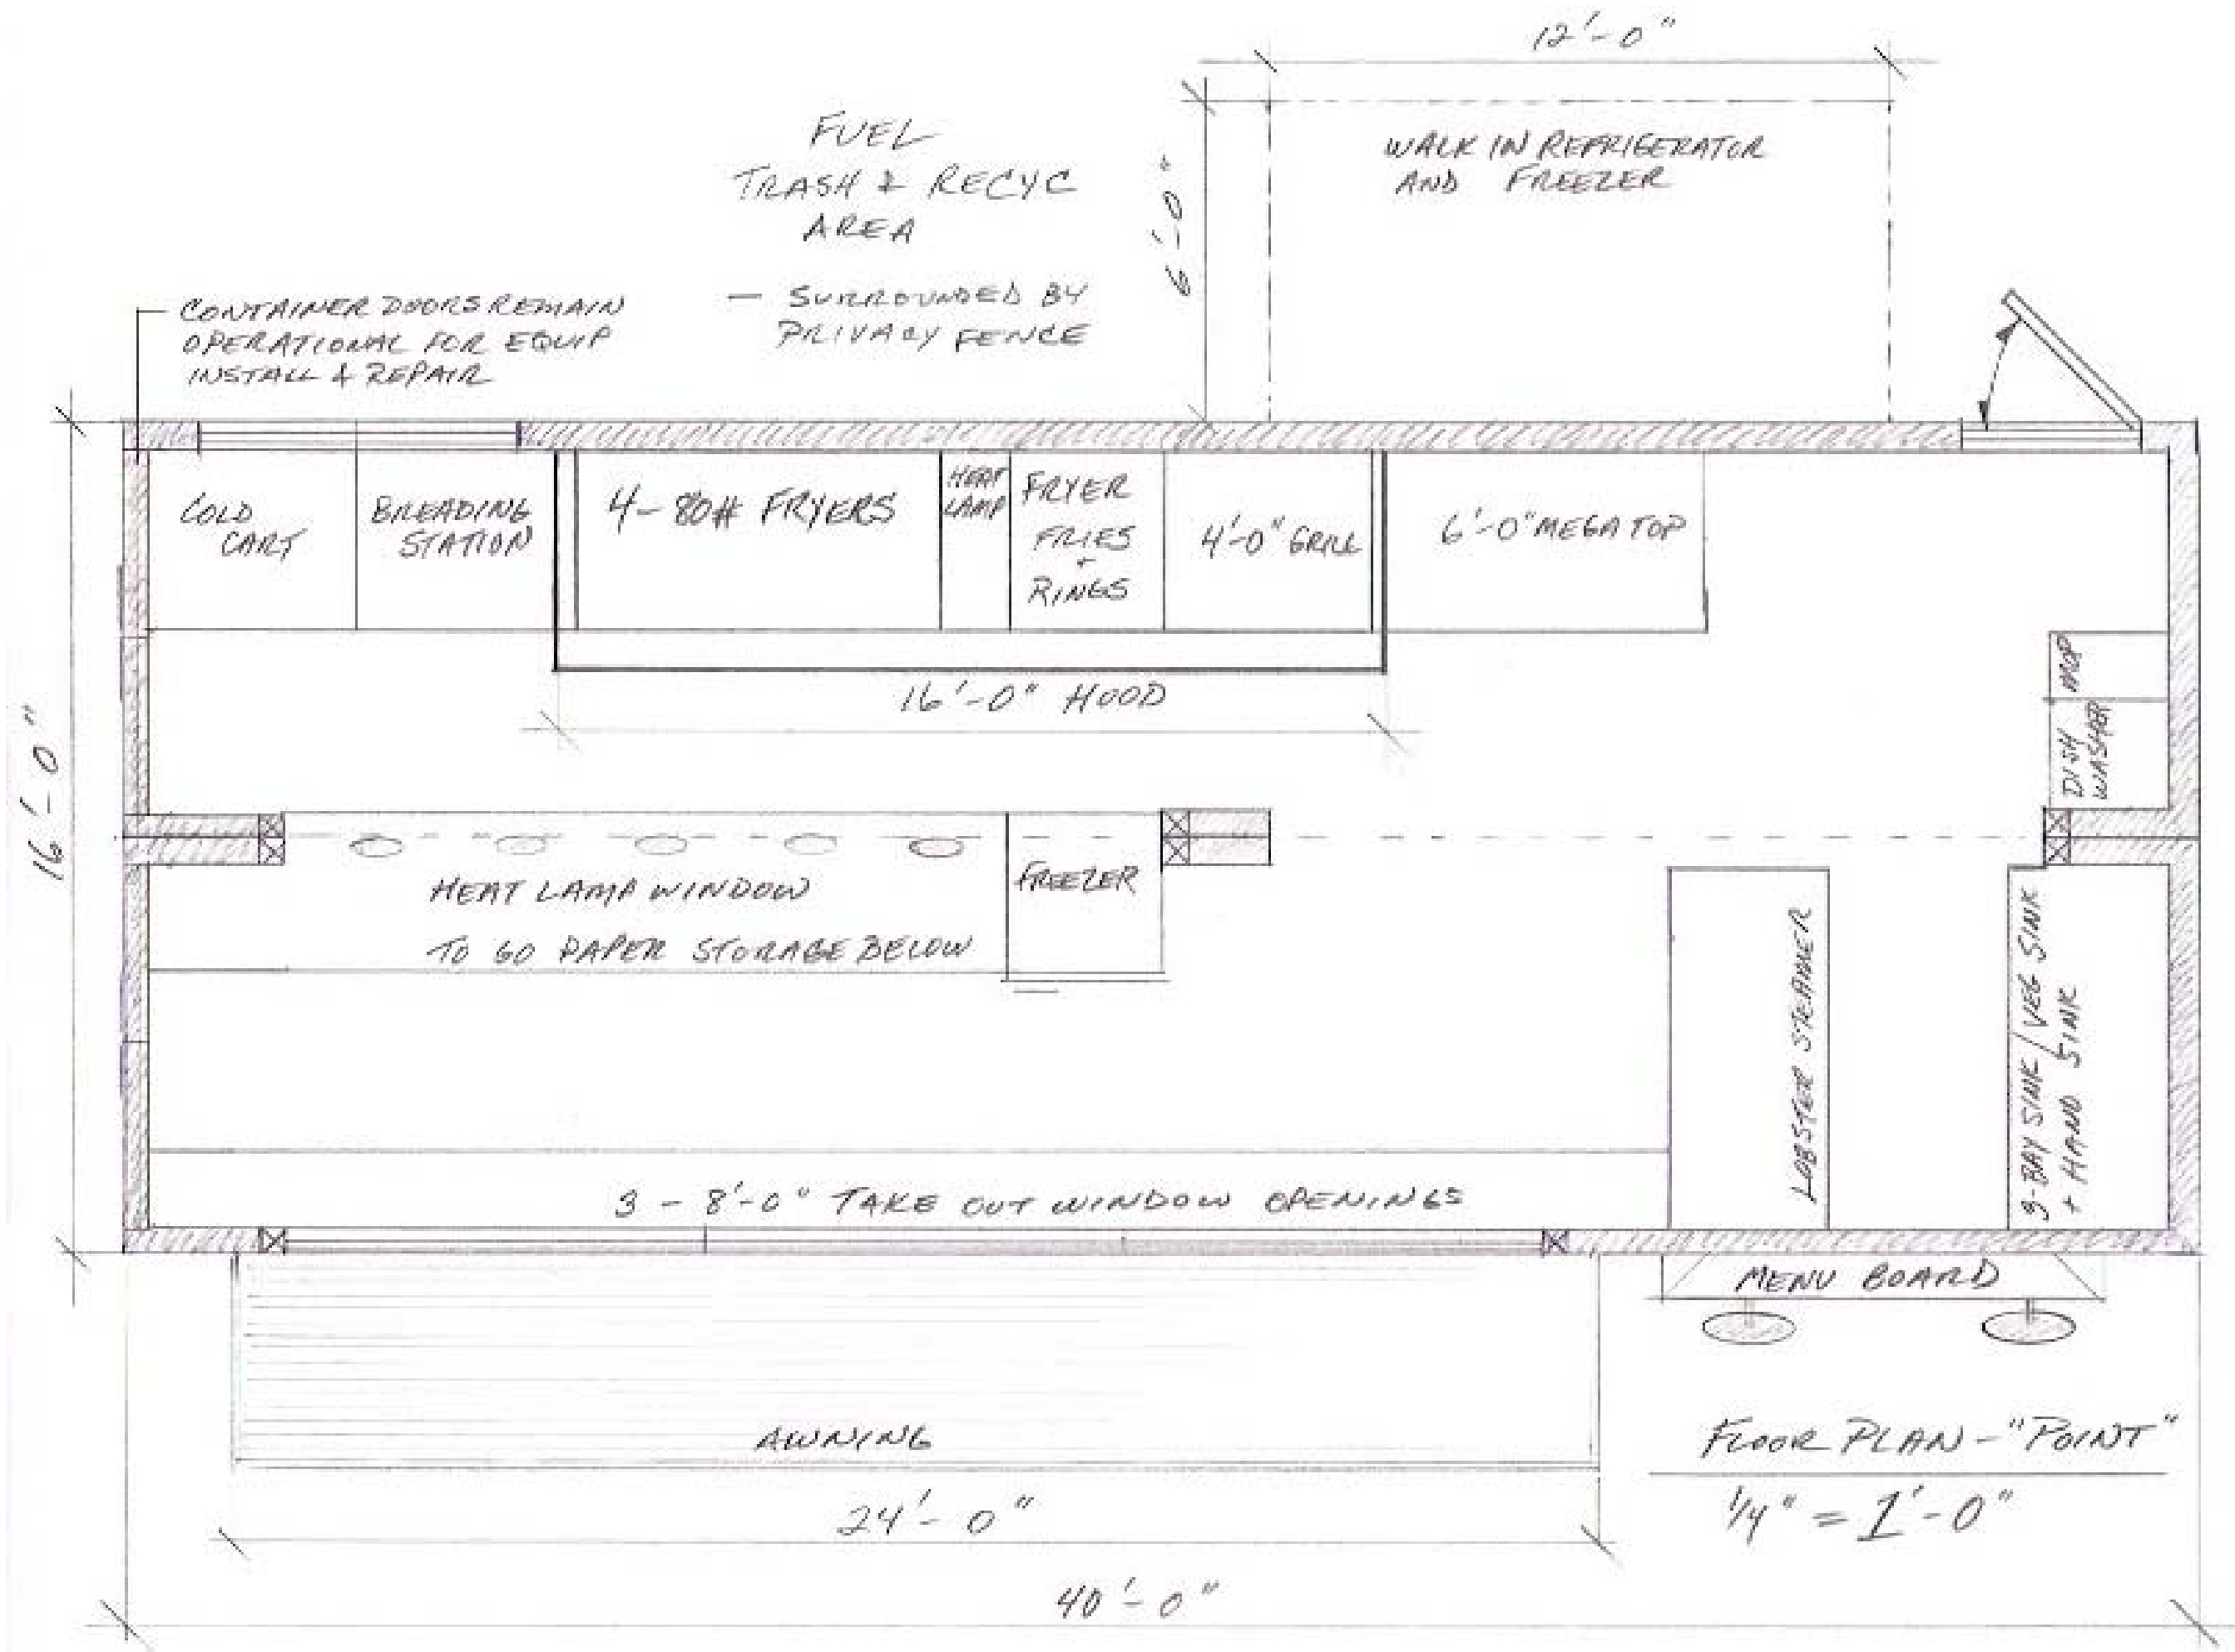 12'-0"
FUEL
TRASH & RECYC
AREA
- SURROUNDED BY
PRIVACY FENCE
6'-0"
WALK IN REFRIGERATOR
AND FREEZER
CONTAINER DOORS REMAIN
OPERATIONAL FOR EQUIP
INSTALL & REPAIR
COLD
CART
BREADING
STATION
4-80# FRYERS
HEAT
LAMP
FRYER
FRIES
+
RINGS
4'-0" GRILL
6'-0" MEGA TOP
16'-0" HOOD
16'-0"
MOP
DISH
WASHER
HEAT LAMP WINDOW
TO GO PAPER STORAGE BELOW
FREEZER
LOBSTER STEAMER
3-BAY SINK/VEG SINK
+ HAND SINK
3 - 8'-0" TAKE OUT WINDOW OPENINGS
MENU BOARD
AWNING
FLOOR PLAN - "POINT"
1/4" = 1'-0"
24'-0"
40'-0"